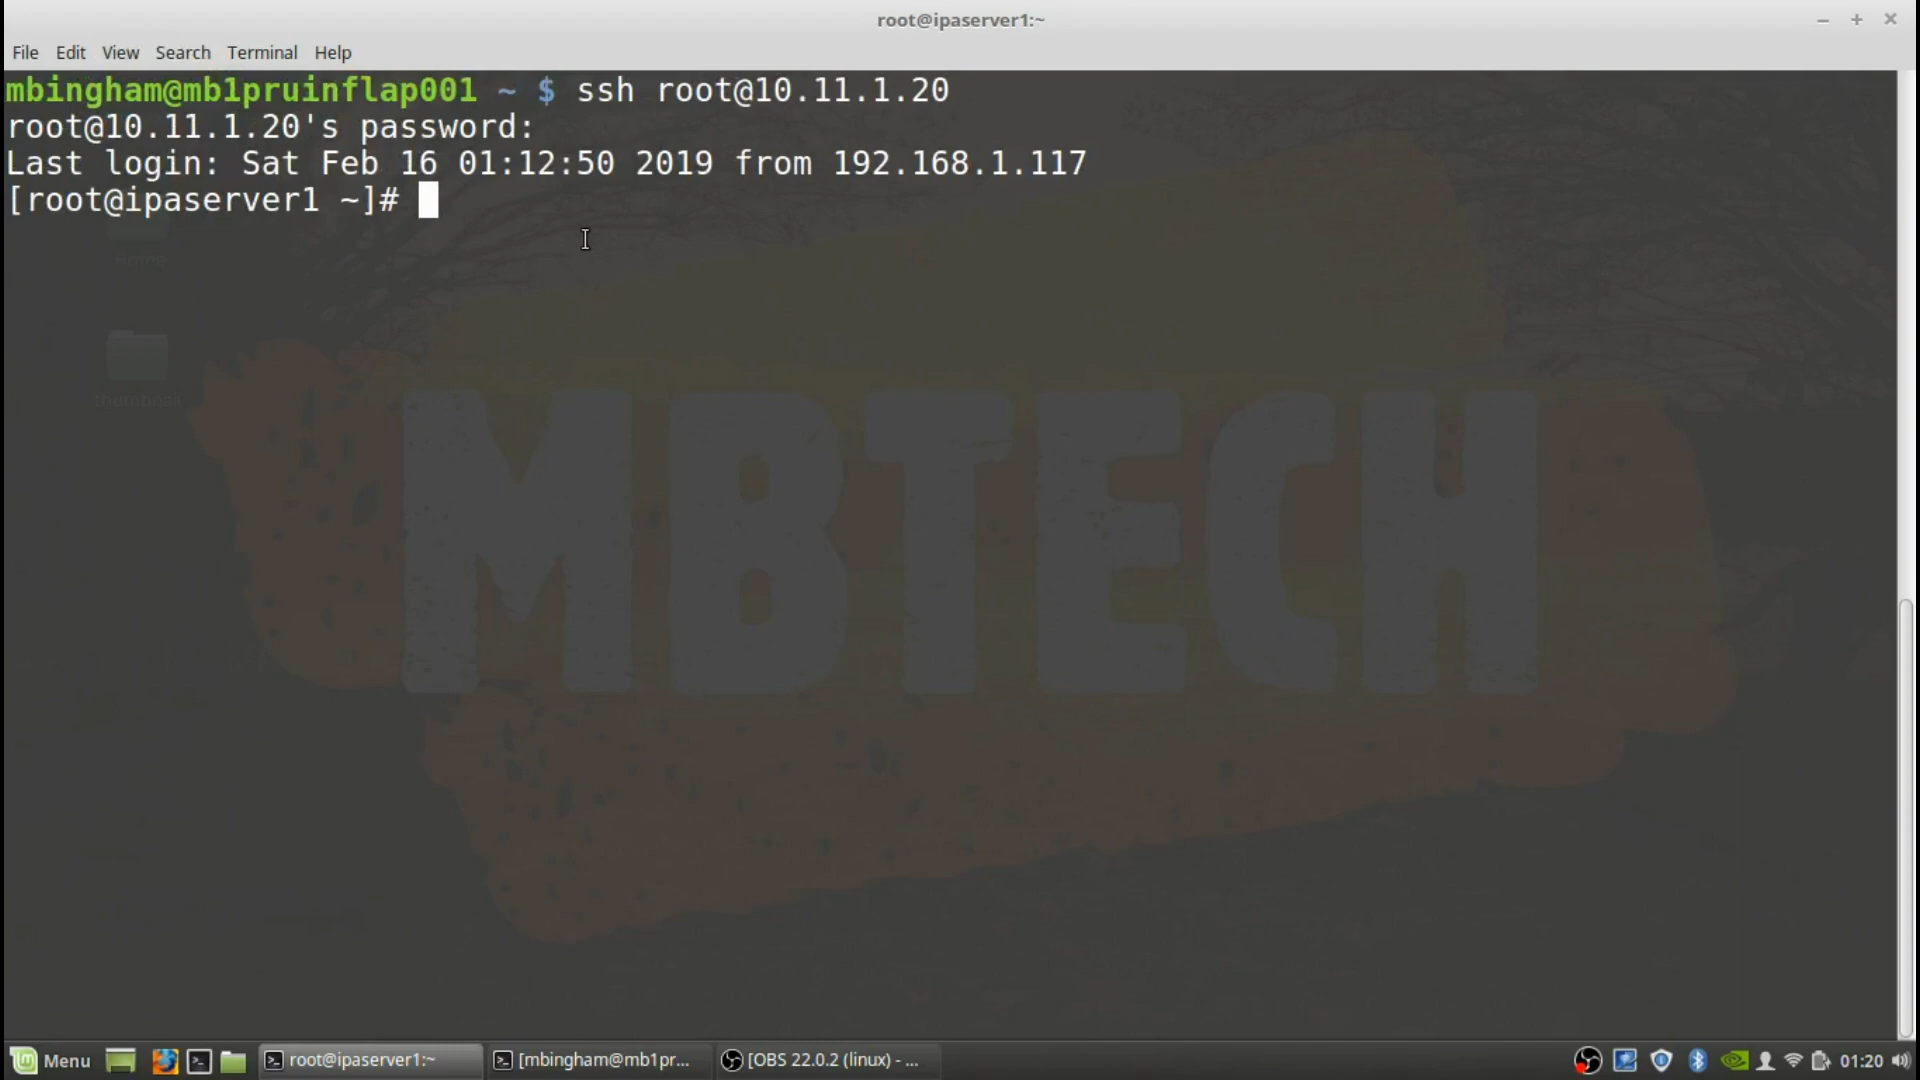 root@ipaserver1:~
File Edit View Search Terminal Help
mbingham@mb1pruinflap001 ~ $ ssh root@10.11.1.20
root@10.11.1.20's password:
Last login: Sat Feb 16 01:12:50 2019 from 192.168.1.117
[root@ipaserver1 ~]#
thumbnail
MBTECH
Menu root@ipaserver1:~ [mbingham@mb1pr... [OBS 22.0.2 (linux) - ... 01:20